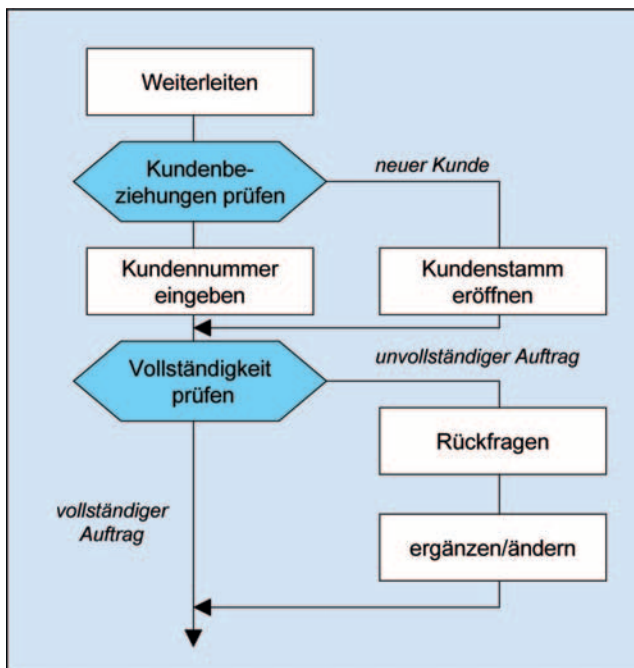 Weiterleiten
Kundenbe-
ziehungen prüfen
neuer Kunde
Kundennummer
eingeben
Kundenstamm
eröffnen
Vollständigkeit
prüfen
unvollständiger Auftrag
Rückfragen
vollständiger
Auftrag
ergänzen/ändern